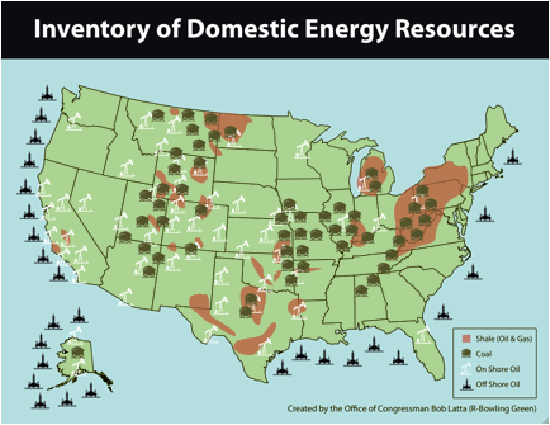 Inventory of Domestic Energy Resources
Shale (Oil & Gas)
Coal
On Shore Oil
Off Shore Oil
Created by the Office of Congressman Bob Latta (R-Bowling Green)